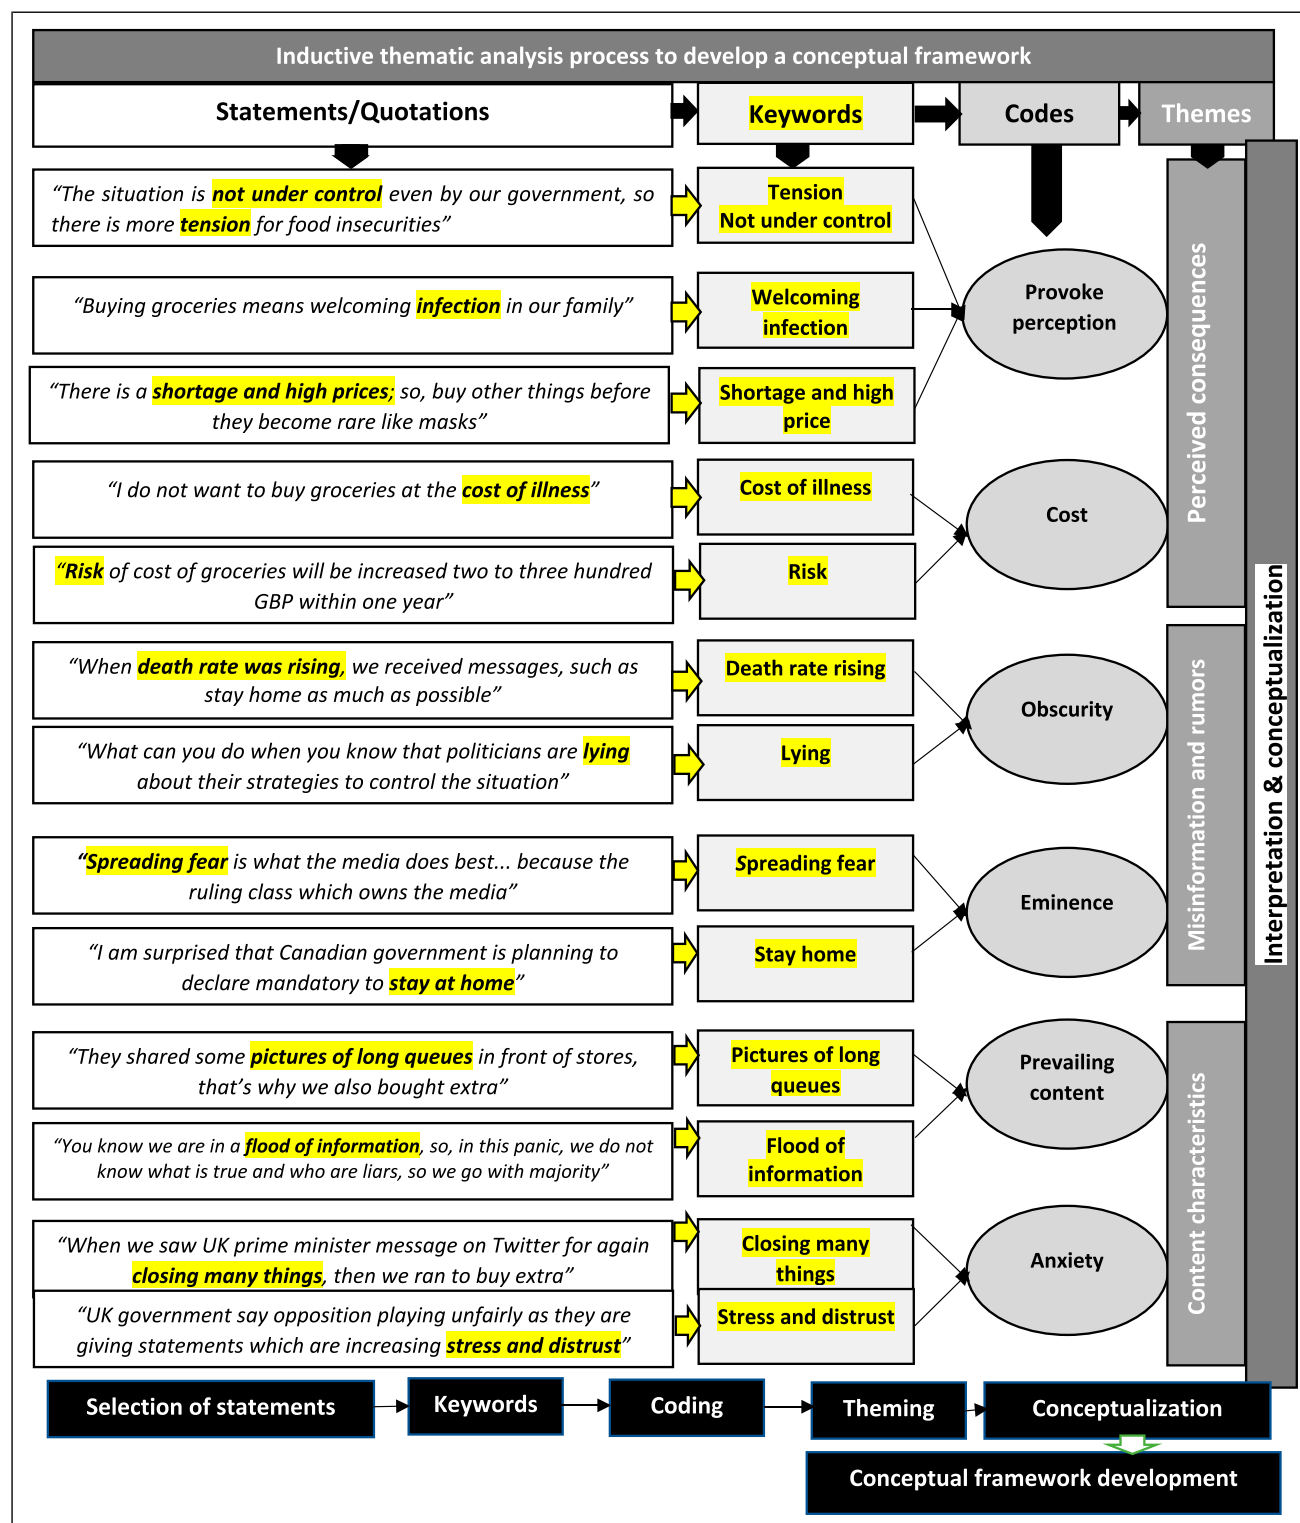 Inductive thematic analysis process to develop a conceptual framework
Statements/Quotations
Keywords
Codes
Themes
“The situation is not under control even by our government, so
there is more tension for food insecurities”
Tension
Not under control
“Buying groceries means welcoming infection in our family”
Welcoming
infection
Provoke
perception
“There is a shortage and high prices; so, buy other things before
they become rare like masks”
Shortage and high
price
Perceived consequences
“I do not want to buy groceries at the cost of illness”
Cost of illness
Cost
“Risk of cost of groceries will be increased two to three hundred
GBP within one year”
Risk
Interpretation & conceptualization
“When death rate was rising, we received messages, such as
stay home as much as possible”
Death rate rising
Obscurity
“What can you do when you know that politicians are lying
about their strategies to control the situation”
Lying
Misinformation and rumors
“Spreading fear is what the media does best... because the
ruling class which owns the media”
Spreading fear
Eminence
“I am surprised that Canadian government is planning to
declare mandatory to stay at home”
Stay home
“They shared some pictures of long queues in front of stores,
that’s why we also bought extra”
Pictures of long
queues
Prevailing
content
“You know we are in a flood of information, so, in this panic, we do not
know what is true and who are liars, so we go with majority”
Flood of
information
Content characteristics
“When we saw UK prime minister message on Twitter for again
closing many things, then we ran to buy extra”
Closing many
things
Anxiety
“UK government say opposition playing unfairly as they are
giving statements which are increasing stress and distrust”
Stress and distrust
Selection of statements
Keywords
Coding
Theming
Conceptualization
Conceptual framework development